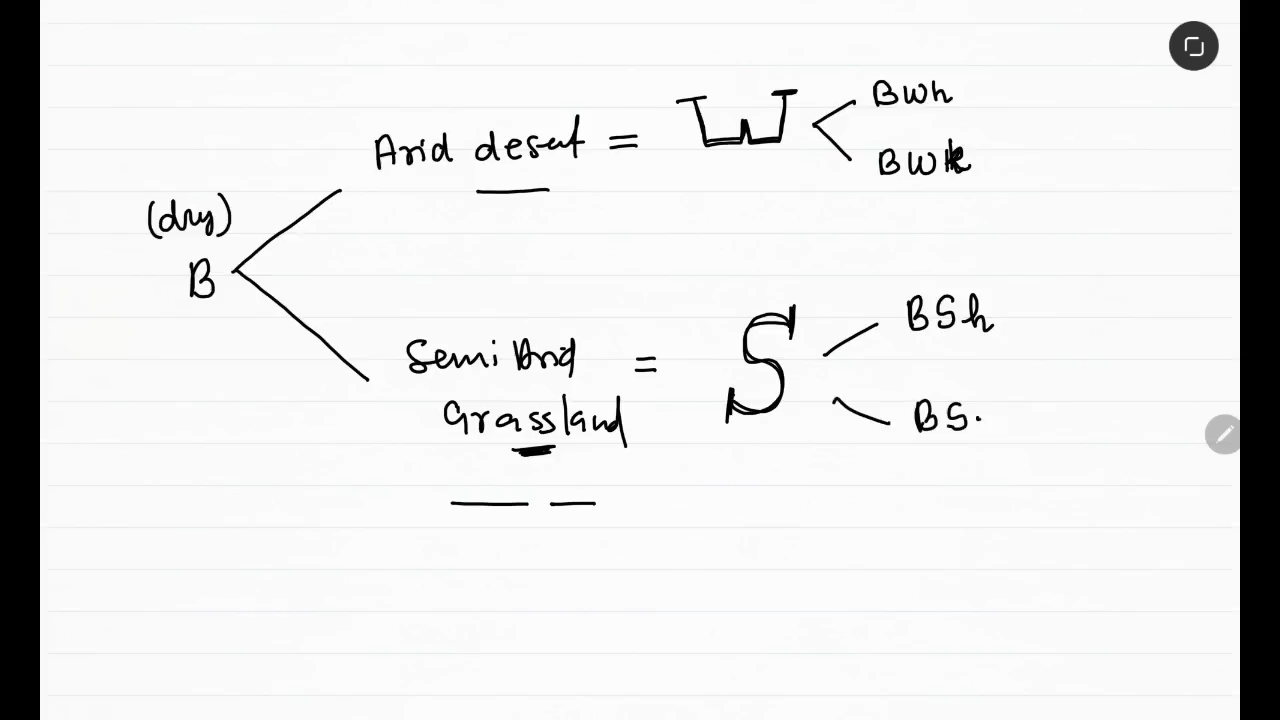 BWh
Arid desert = W
BWk
(dry)
B
BSh
Semi Arid = S
Grassland
BS.